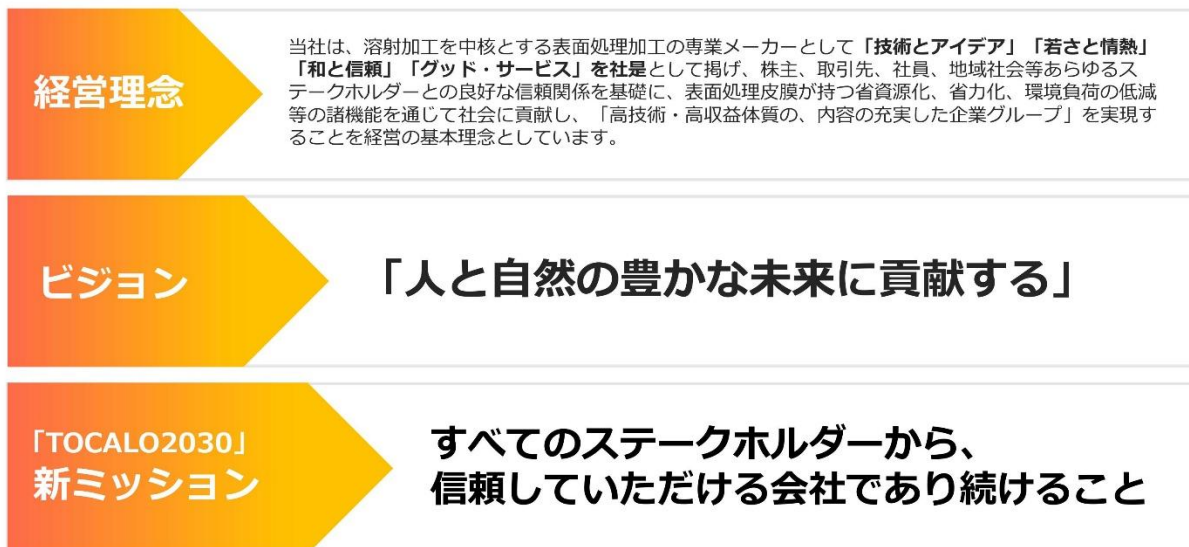 経営理念
当社は、溶射加工を中核とする表面処理加工の専業メーカーとして「技術とアイデア」「若さと情熱」
「和と信頼」「グッド・サービス」を社是として掲げ、株主、取引先、社員、地域社会等あらゆるス
テークホルダーとの良好な信頼関係を基礎に、表面処理皮膜が持つ省資源化、省力化、環境負荷の低減
等の諸機能を通じて社会に貢献し、「高技術・高収益体質の、内容の充実した企業グループ」を実現す
ることを経営の基本理念としています。
ビジョン
「人と自然の豊かな未来に貢献する」
「TOCALO2030」
新ミッション
すべてのステークホルダーから、
信頼していただける会社であり続けること